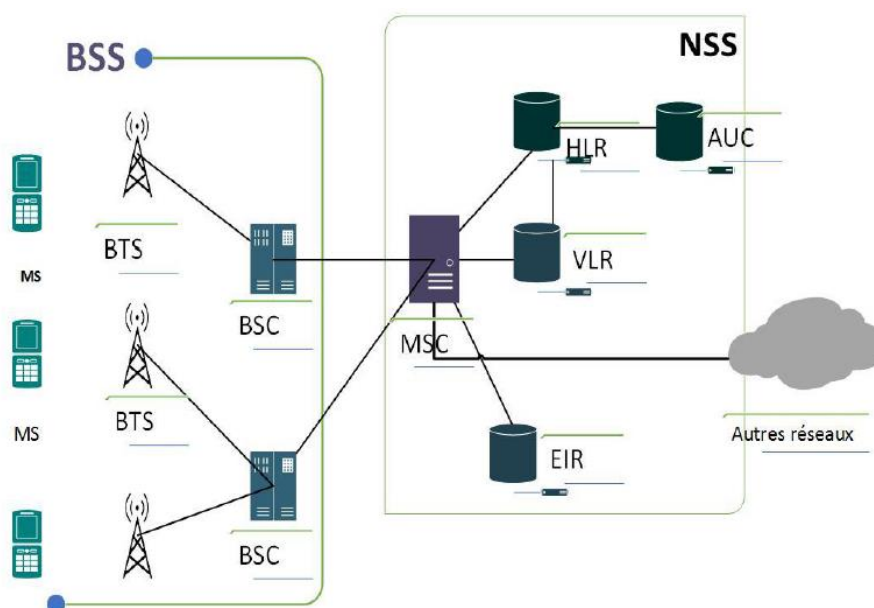 BSS
NSS
HLR
AUC
MS
BTS
VLR
BSC
MSC
MS
BTS
Autres réseaux
EIR
BSC